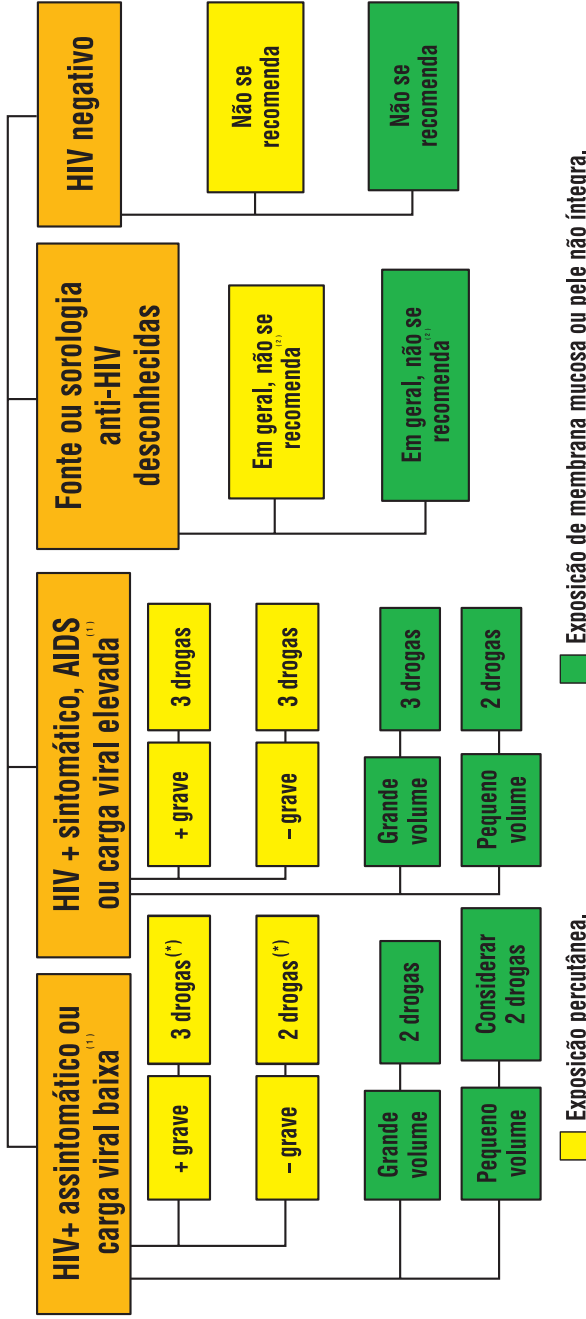 HIV+ assintomático ou
carga viral baixa (1)
+ grave
3 drogas (*)
– grave
2 drogas (*)
Grande
volume
2 drogas
Pequeno
volume
Considerar
2 drogas
HIV + sintomático, AIDS
ou carga viral elevada (1)
+ grave
3 drogas
– grave
3 drogas
Grande
volume
3 drogas
Pequeno
volume
2 drogas
Fonte ou sorologia
anti-HIV
desconhecidas
Em geral, não se
recomenda (2)
Em geral, não se
recomenda (2)
HIV negativo
Não se
recomenda
Não se
recomenda
Exposição percutânea.
Exposição de membrana mucosa ou pele não íntegra.